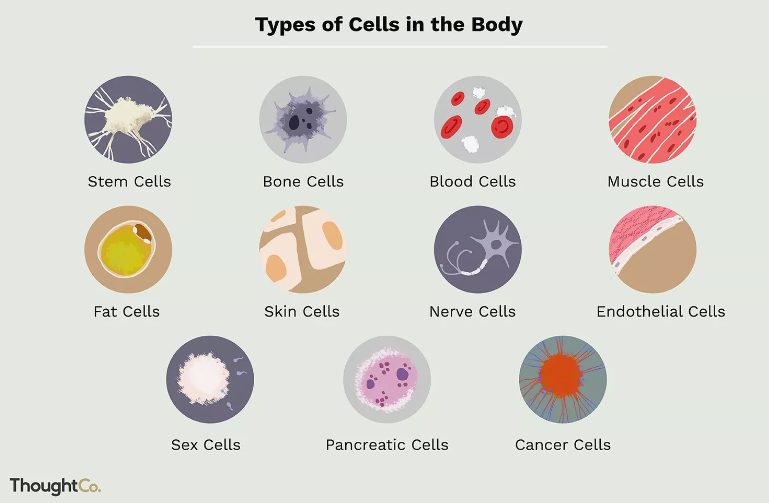 Types of Cells in the Body
Stem Cells
Bone Cells
Blood Cells
Muscle Cells
Fat Cells
Skin Cells
Nerve Cells
Endothelial Cells
Sex Cells
Pancreatic Cells
Cancer Cells
ThoughtCo.